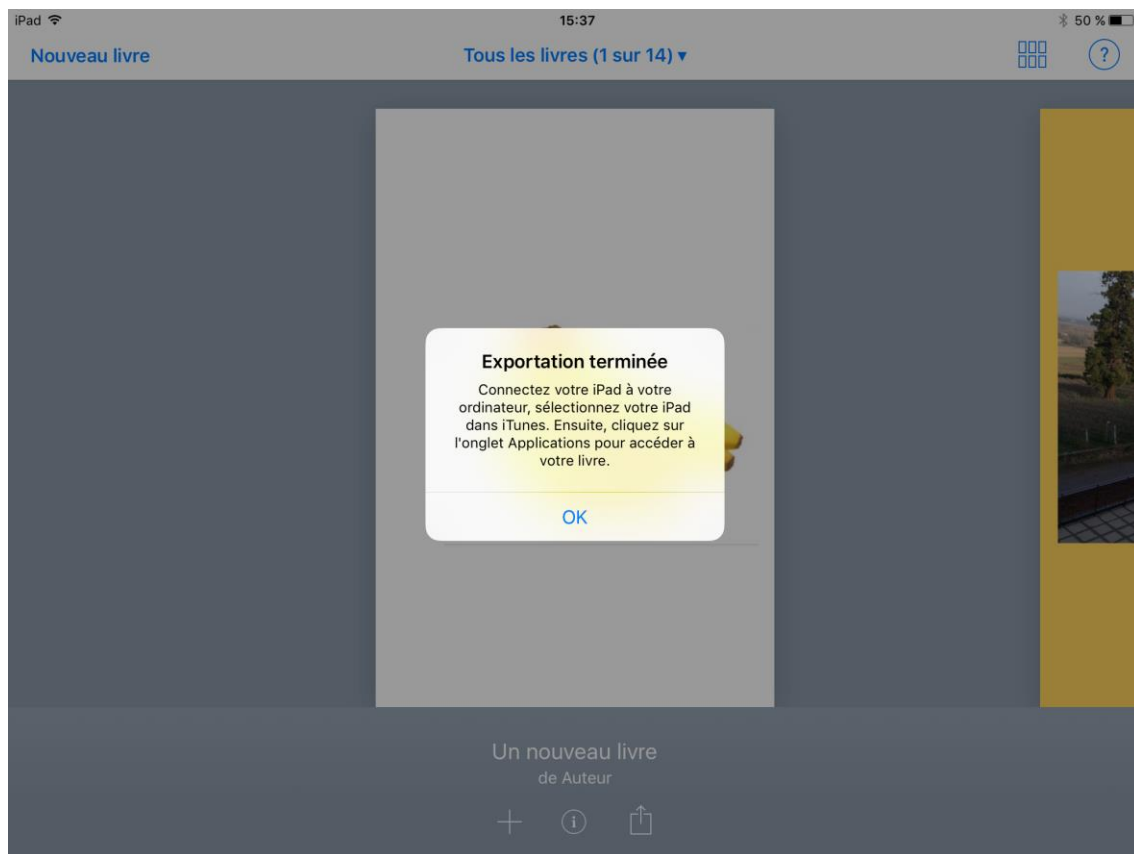 iPad
15:37
50 %
Nouveau livre
Tous les livres (1 sur 14) ▾
?
Exportation terminée
Connectez votre iPad à votre
ordinateur, sélectionnez votre iPad
dans iTunes. Ensuite, cliquez sur
l'onglet Applications pour accéder à
votre livre.
OK
Un nouveau livre
de Auteur